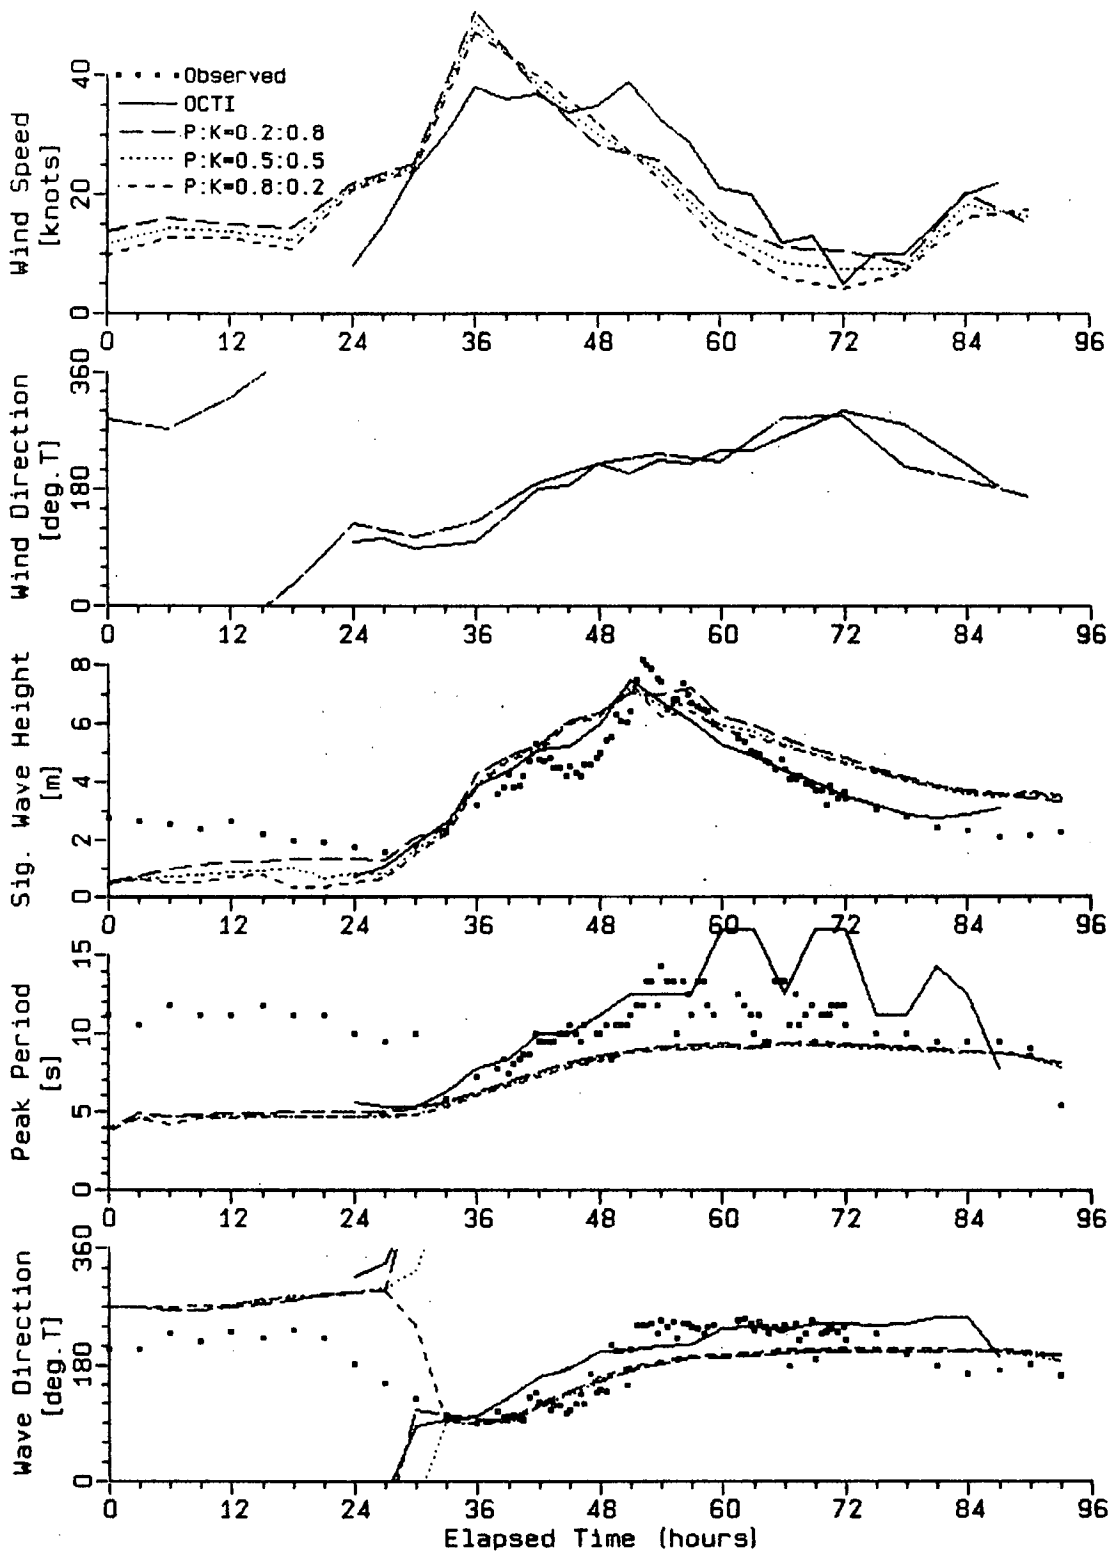 40
20
0
Wind Speed
[knots]
Observed
OCTI
P:K=0.2:0.8
P:K=0.5:0.5
P:K=0.8:0.2
0 12 24 36 48 60 72 84 96
360
180
0
Wind Direction
[deg.T]
0 12 24 36 48 60 72 84 96
8
6
4
2
0
Sig. Wave Height
[m]
0 12 24 36 48 60 72 84 96
15
10
5
0
Peak Period
[s]
0 12 24 36 48 60 72 84 96
360
180
0
Wave Direction
[deg.T]
0 12 24 36 48 60 72 84 96
Elapsed Time (hours)